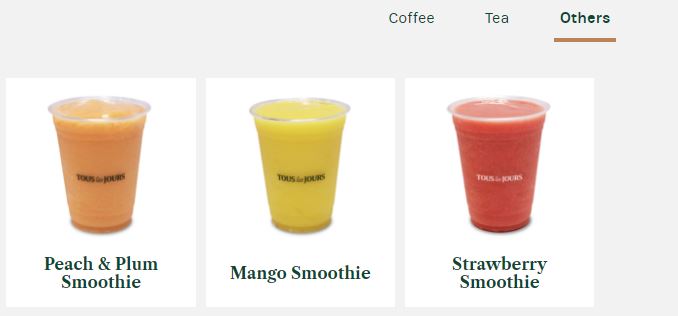 Coffee Tea Others
TOUS les JOURS
TOUS les JOURS
TOUS les JOURS
Peach & Plum
Smoothie
Mango Smoothie
Strawberry
Smoothie